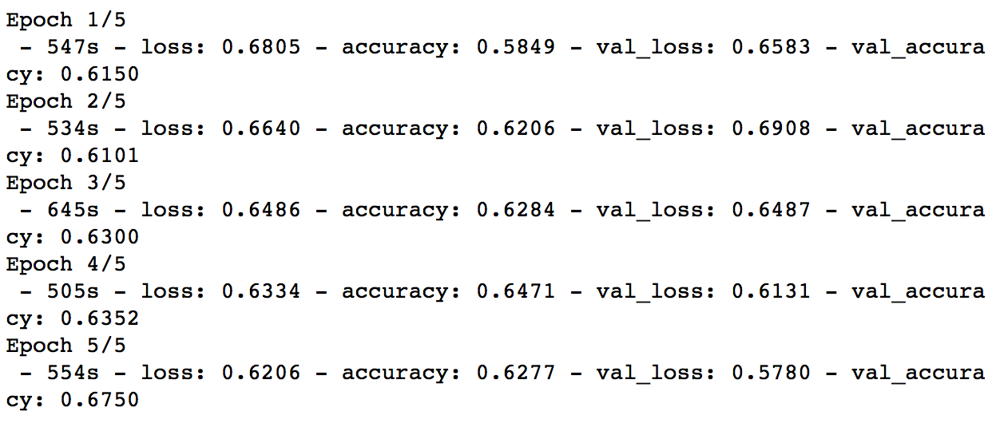 Epoch 1/5
 - 547s - loss: 0.6805 - accuracy: 0.5849 - val_loss: 0.6583 - val_accura
cy: 0.6150
Epoch 2/5
 - 534s - loss: 0.6640 - accuracy: 0.6206 - val_loss: 0.6908 - val_accura
cy: 0.6101
Epoch 3/5
 - 645s - loss: 0.6486 - accuracy: 0.6284 - val_loss: 0.6487 - val_accura
cy: 0.6300
Epoch 4/5
 - 505s - loss: 0.6334 - accuracy: 0.6471 - val_loss: 0.6131 - val_accura
cy: 0.6352
Epoch 5/5
 - 554s - loss: 0.6206 - accuracy: 0.6277 - val_loss: 0.5780 - val_accura
cy: 0.6750